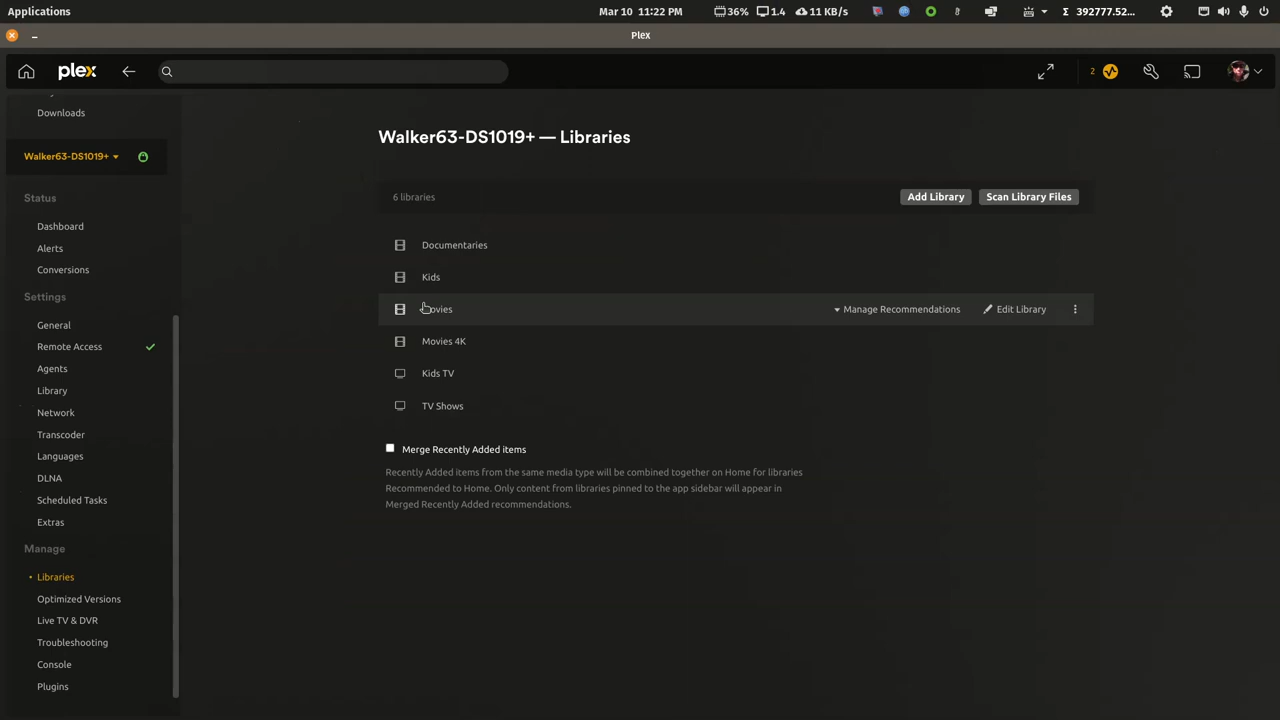 Applications
Mar 10 11:22 PM
36%
1.4
11 KB/s
Σ 392777.52...
Plex
plex
2
Downloads
Walker63-DS1019+
Status
Dashboard
Alerts
Conversions
Settings
General
Remote Access
Agents
Library
Network
Transcoder
Languages
DLNA
Scheduled Tasks
Extras
Manage
Libraries
Optimized Versions
Live TV & DVR
Troubleshooting
Console
Plugins
Walker63-DS1019+ — Libraries
6 libraries
Add Library
Scan Library Files
Documentaries
Kids
Movies
Manage Recommendations
Edit Library
Movies 4K
Kids TV
TV Shows
Merge Recently Added items
Recently Added items from the same media type will be combined together on Home for libraries
Recommended to Home. Only content from libraries pinned to the app sidebar will appear in
Merged Recently Added recommendations.